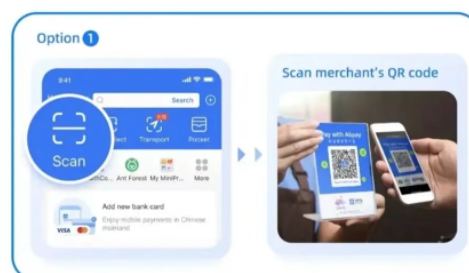 Option 1
9:41
Search
Scan
Transport
Pocket
Ant Forest
My MiniPr...
More
Add new bank card
Enjoy mobile payments in Chinese
mainland
VISA
Scan merchant's QR code
Pay with Alipay